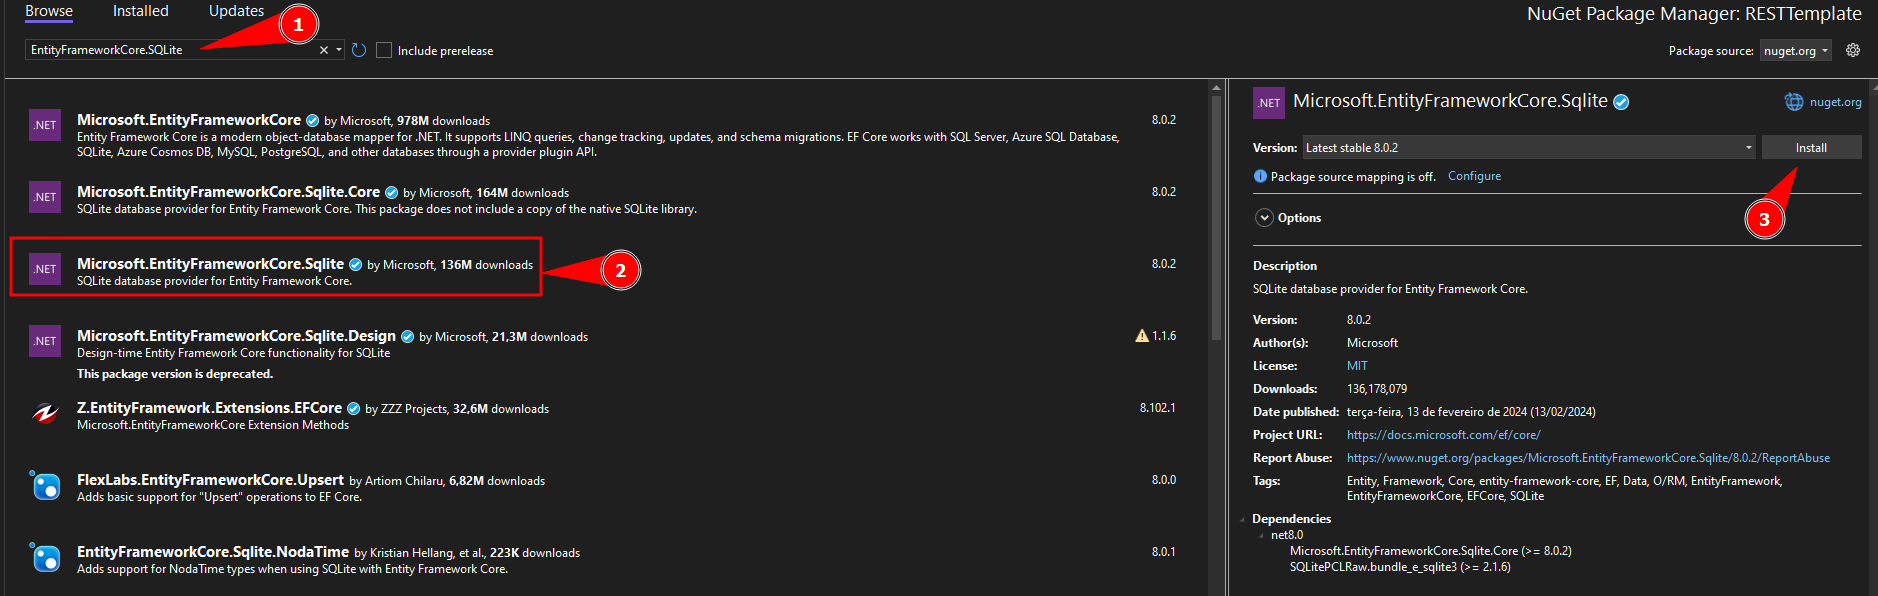 Browse Installed Updates
NuGet Package Manager: RESTTemplate
1
EntityFrameworkCore.SQLite
Include prerelease
Package source: nuget.org
.NET
Microsoft.EntityFrameworkCore by Microsoft, 978M downloads 8.0.2
Entity Framework Core is a modern object-database mapper for .NET. It supports LINQ queries, change tracking, updates, and schema migrations. EF Core works with SQL Server, Azure SQL Database,
SQLite, Azure Cosmos DB, MySQL, PostgreSQL, and other databases through a provider plugin API.
.NET
Microsoft.EntityFrameworkCore.Sqlite.Core by Microsoft, 164M downloads 8.0.2
SQLite database provider for Entity Framework Core. This package does not include a copy of the native SQLite library.
.NET
Microsoft.EntityFrameworkCore.Sqlite by Microsoft, 136M downloads 8.0.2
SQLite database provider for Entity Framework Core.
2
.NET
Microsoft.EntityFrameworkCore.Sqlite.Design by Microsoft, 21,3M downloads 1.1.6
Design-time Entity Framework Core functionality for SQLite
This package version is deprecated.
Z.EntityFramework.Extensions.EFCore by ZZZ Projects, 32,6M downloads 8.102.1
Microsoft.EntityFrameworkCore Extension Methods
FlexLabs.EntityFrameworkCore.Upsert by Artiom Chilaru, 6,82M downloads 8.0.0
Adds basic support for "Upsert" operations to EF Core.
EntityFrameworkCore.Sqlite.NodaTime by Kristian Hellang, et al., 223K downloads 8.0.1
Adds support for NodaTime types when using SQLite with Entity Framework Core.
.NET
Microsoft.EntityFrameworkCore.Sqlite nuget.org
Version: Latest stable 8.0.2 Install
Package source mapping is off. Configure
3
Options
Description
SQLite database provider for Entity Framework Core.
Version: 8.0.2
Author(s): Microsoft
License: MIT
Downloads: 136,178,079
Date published: terça-feira, 13 de fevereiro de 2024 (13/02/2024)
Project URL: https://docs.microsoft.com/ef/core/
Report Abuse: https://www.nuget.org/packages/Microsoft.EntityFrameworkCore.Sqlite/8.0.2/ReportAbuse
Tags: Entity, Framework, Core, entity-framework-core, EF, Data, O/RM, EntityFramework,
EntityFrameworkCore, EFCore, SQLite
Dependencies
net8.0
Microsoft.EntityFrameworkCore.Sqlite.Core (>= 8.0.2)
SQLitePCLRaw.bundle_e_sqlite3 (>= 2.1.6)